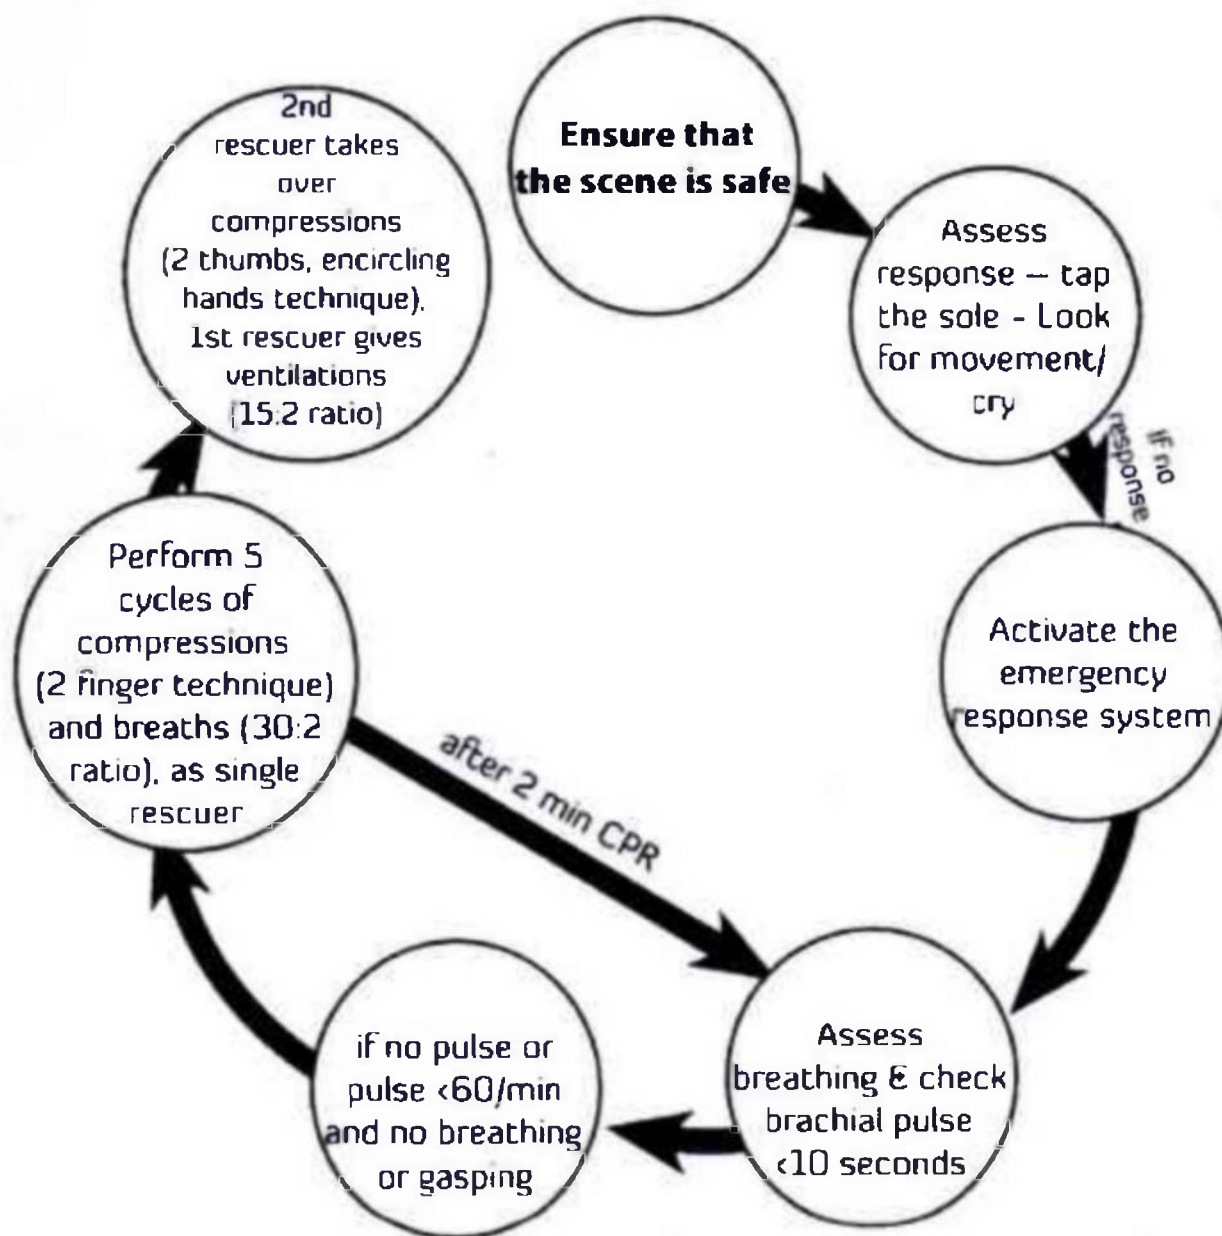 Ensure that
the scene is safe
Assess
response – tap
the sole - Look
for movement/
cry
if no
response
Activate the
emergency
response system
Assess
breathing & check
brachial pulse
<10 seconds
if no pulse or
pulse <60/min
and no breathing
or gasping
Perform 5
cycles of
compressions
(2 finger technique)
and breaths (30:2
ratio), as single
rescuer
after 2 min CPR
2nd
rescuer takes
over
compressions
(2 thumbs, encircling
hands technique).
1st rescuer gives
ventilations
(15:2 ratio)